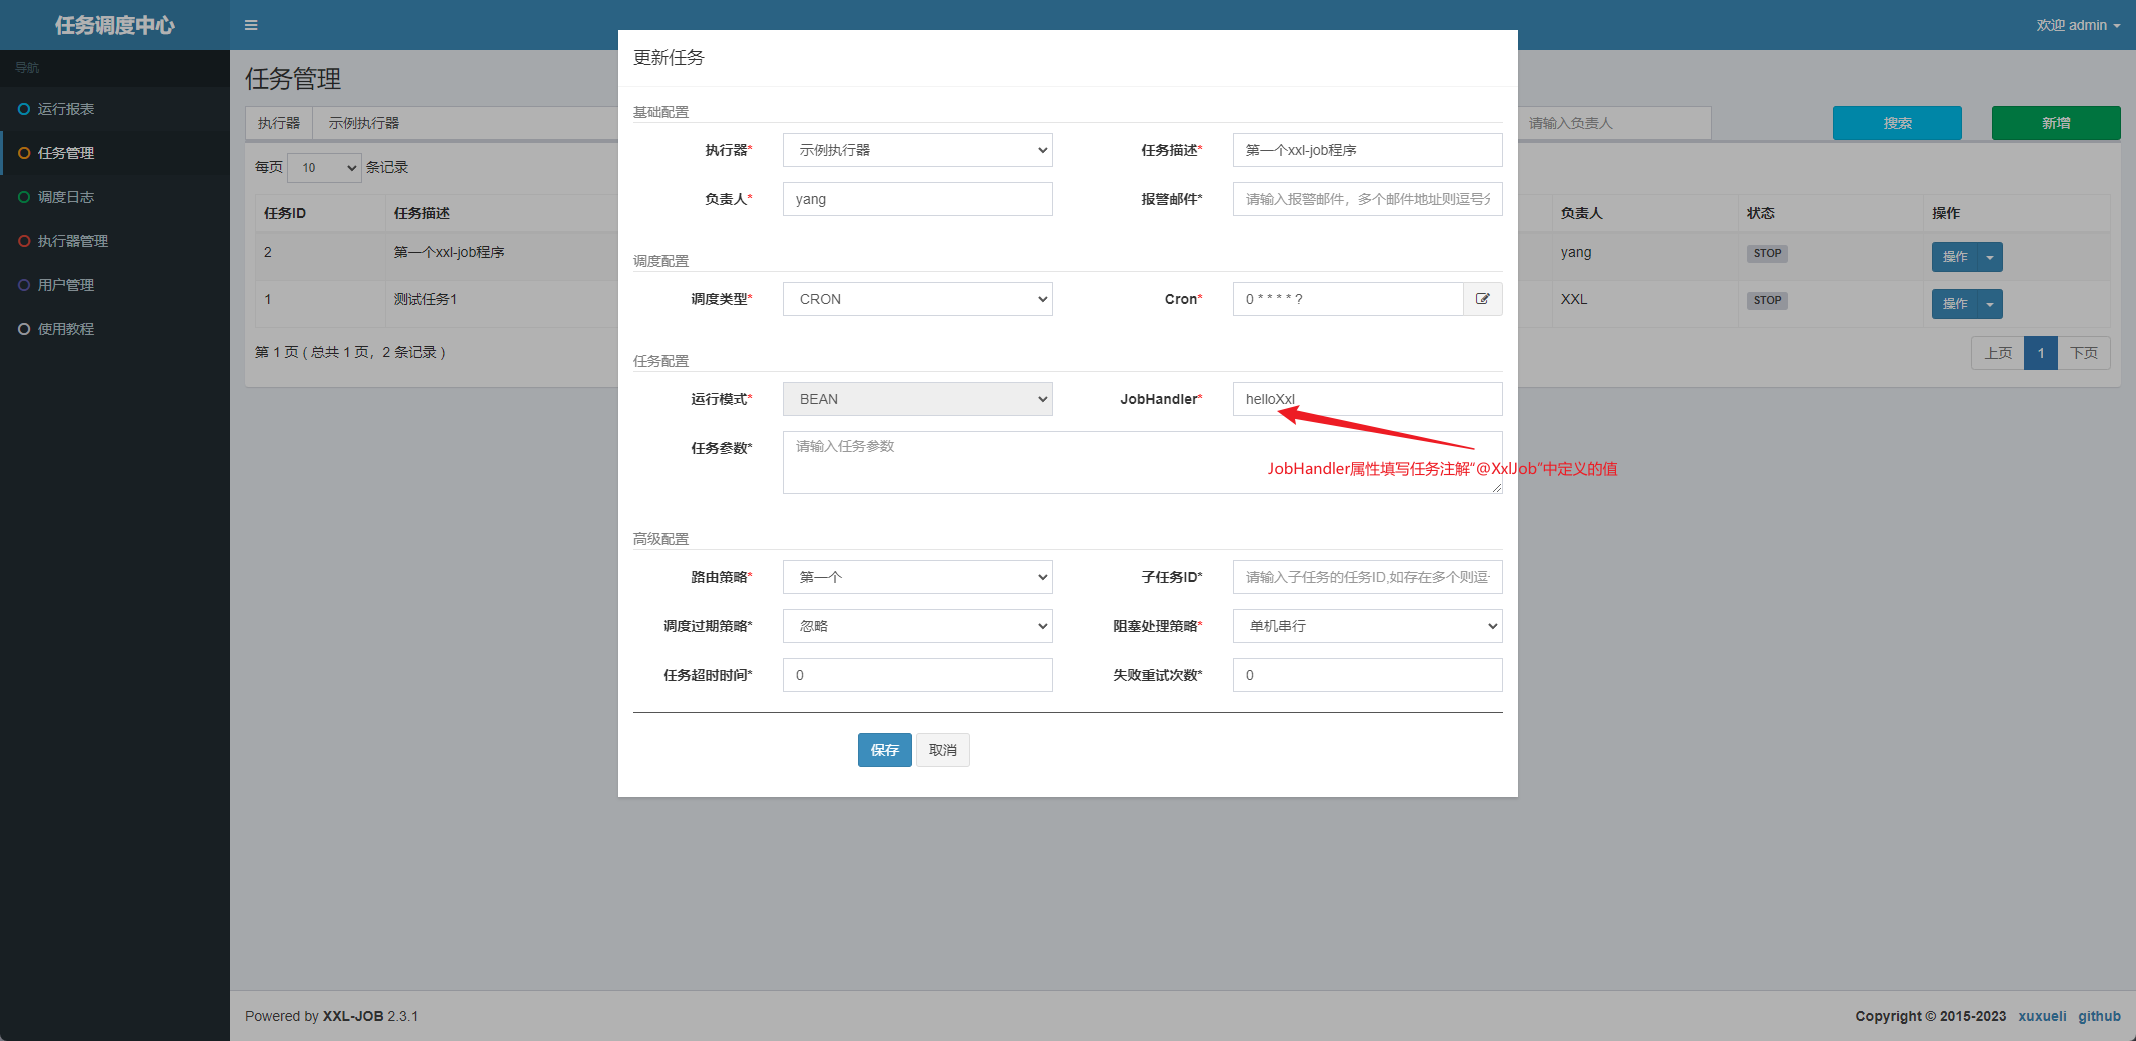 任务调度中心
欢迎 admin
导航
运行报表
任务管理
调度日志
执行器管理
用户管理
使用教程
任务管理
执行器 示例执行器 请输入负责人 搜索 新增
每页 10 条记录
任务ID 任务描述 负责人 状态 操作
2 第一个xxl-job程序 yang STOP 操作
1 测试任务1 XXL STOP 操作
第 1 页 ( 总共 1 页，2 条记录 )
上页 1 下页
更新任务
基础配置
执行器* 示例执行器 任务描述* 第一个xxl-job程序
负责人* yang 报警邮件* 请输入报警邮件，多个邮件地址则逗号分
调度配置
调度类型* CRON Cron* 0 * * * * ?
任务配置
运行模式* BEAN JobHandler* helloXxl
任务参数* 请输入任务参数
JobHandler属性填写任务注解“@XxlJob”中定义的值
高级配置
路由策略* 第一个 子任务ID* 请输入子任务的任务ID,如存在多个则逗
调度过期策略* 忽略 阻塞处理策略* 单机串行
任务超时时间* 0 失败重试次数* 0
保存 取消
Powered by XXL-JOB 2.3.1
Copyright © 2015-2023 xuxueli github